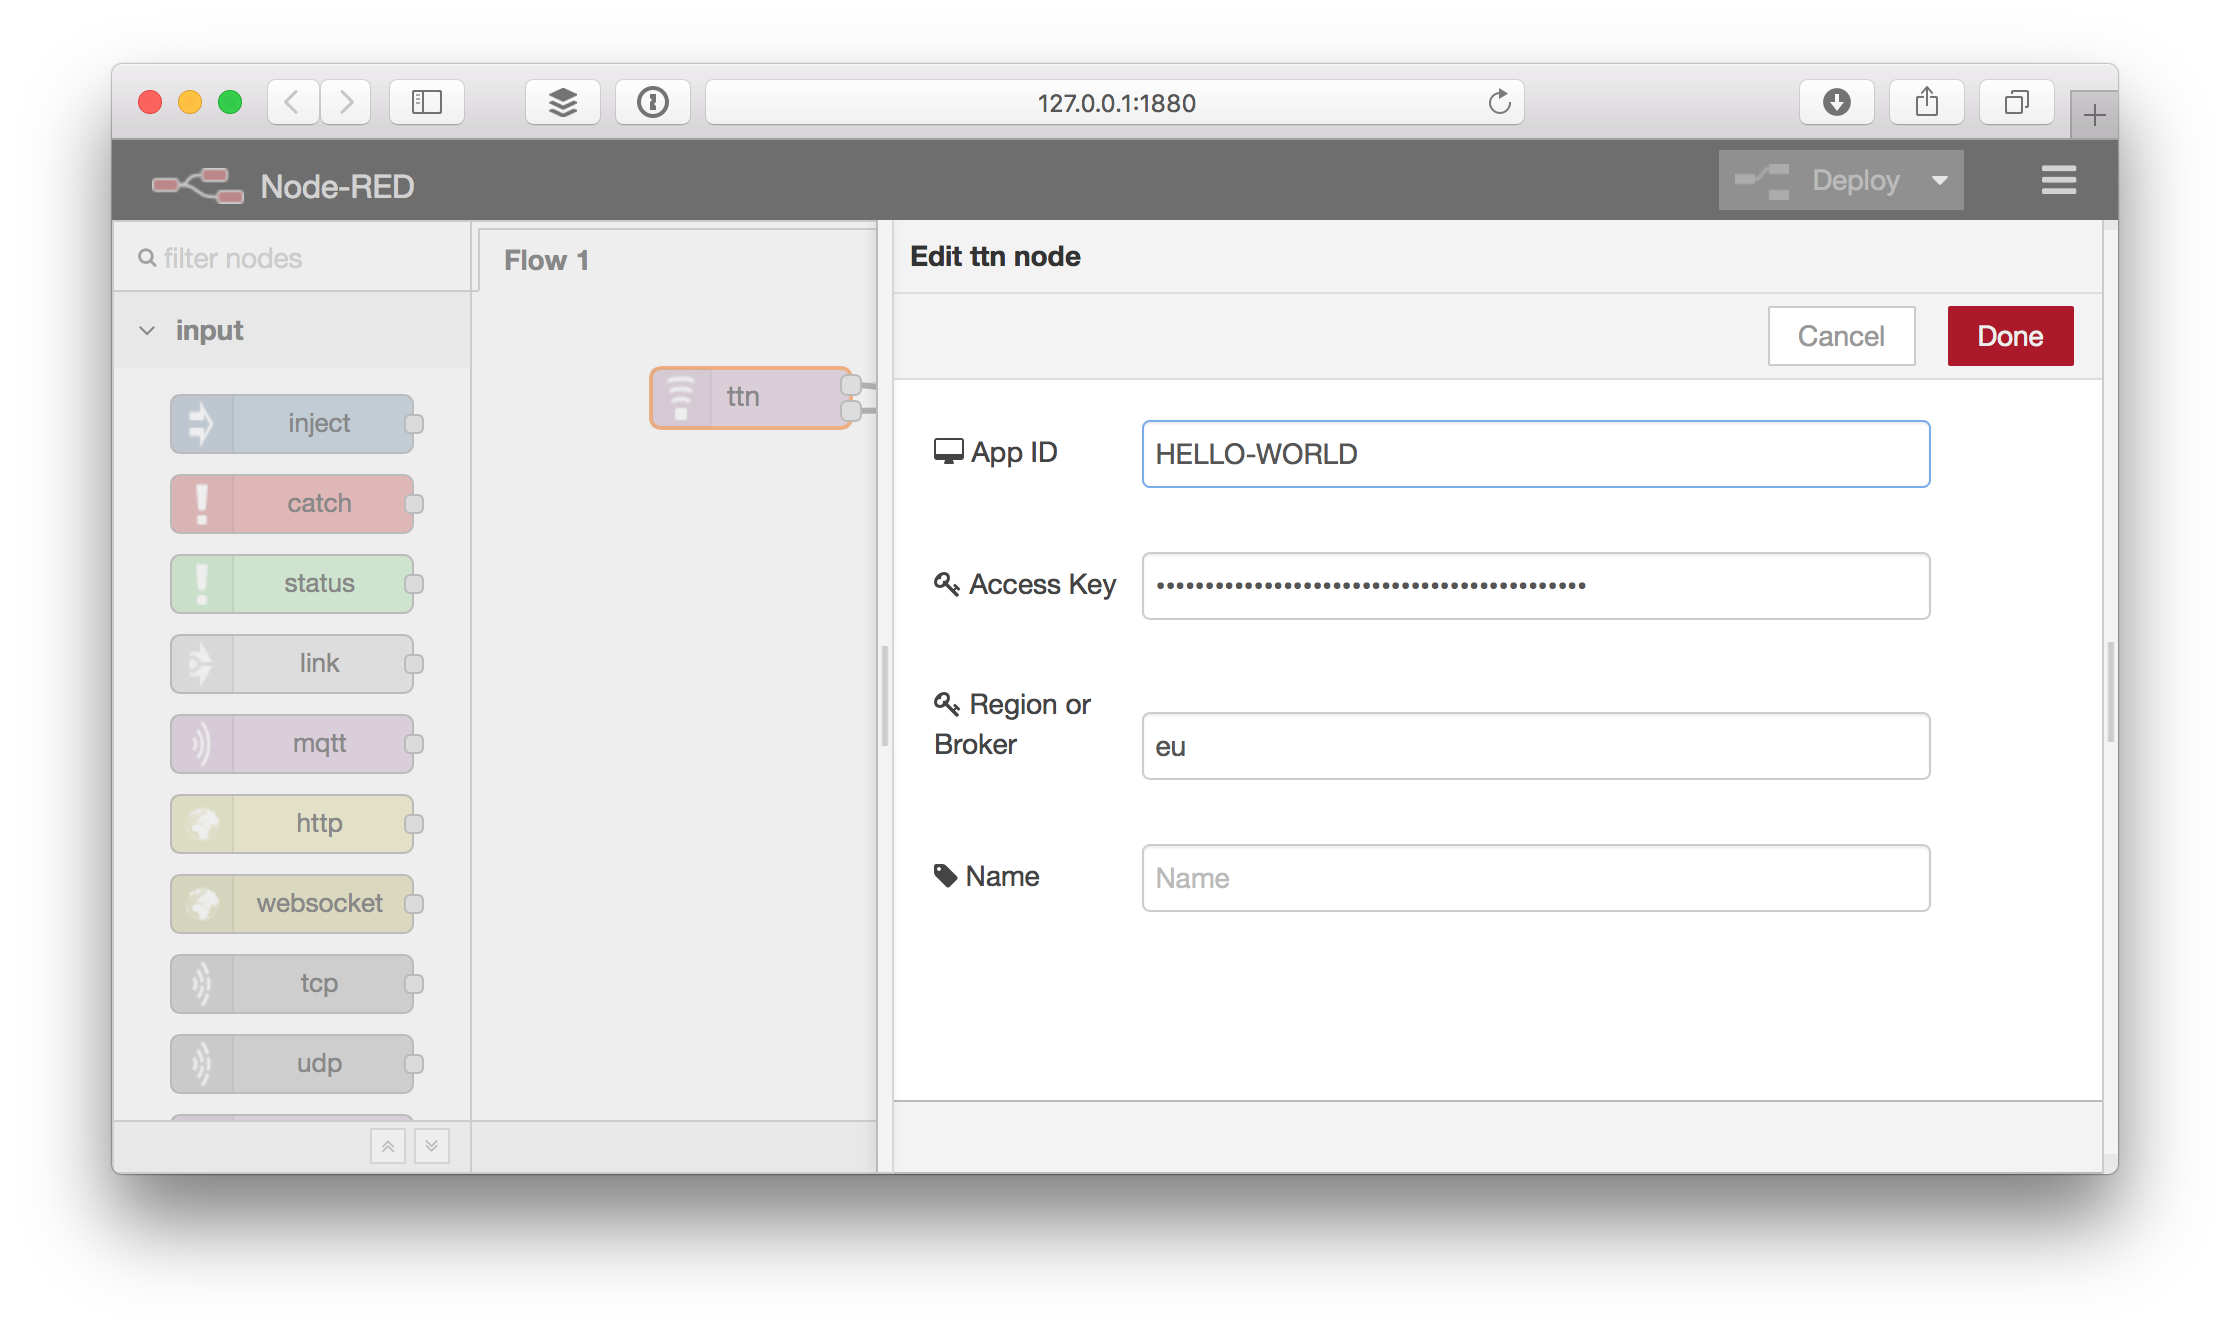 127.0.0.1:1880
Node-RED
Deploy
filter nodes
Flow 1
Edit ttn node
input
Cancel
Done
inject
catch
status
link
mqtt
http
websocket
tcp
udp
ttn
App ID
HELLO-WORLD
Access Key
••••••••••••••••••••••••••••••••••••••••••••
Region or
Broker
eu
Name
Name